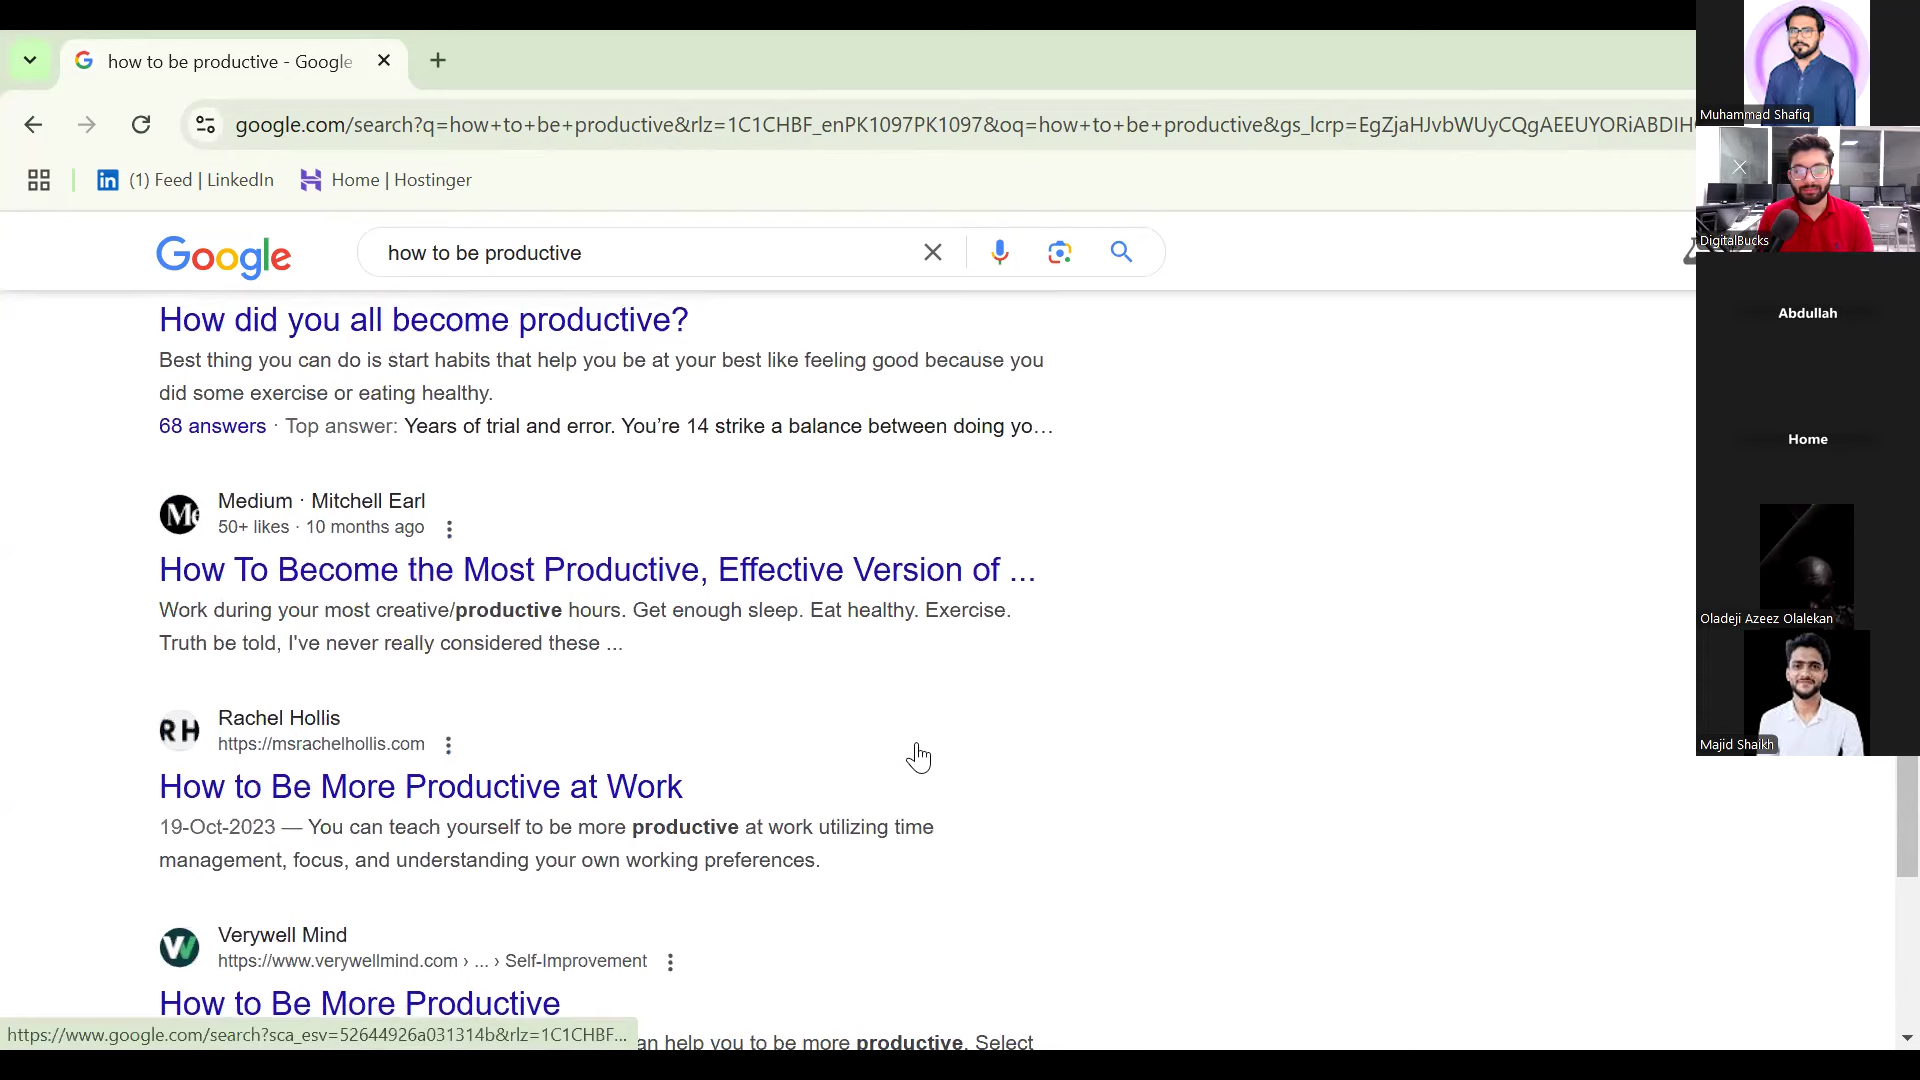 how to be productive - Google
google.com/search?q=how+to+be+productive&rlz=1C1CHBF_enPK1097PK1097&oq=how+to+be+productive&gs_lcrp=EgZjaHJvbWUyCQgAEEUYORiABDIH
(1) Feed | LinkedIn
Home | Hostinger
Google
how to be productive
How did you all become productive?
Best thing you can do is start habits that help you be at your best like feeling good because you
did some exercise or eating healthy.
68 answers · Top answer: Years of trial and error. You’re 14 strike a balance between doing yo…
Medium · Mitchell Earl
50+ likes · 10 months ago
How To Become the Most Productive, Effective Version of ...
Work during your most creative/productive hours. Get enough sleep. Eat healthy. Exercise.
Truth be told, I've never really considered these ...
RH
Rachel Hollis
https://msrachelhollis.com
How to Be More Productive at Work
19-Oct-2023 — You can teach yourself to be more productive at work utilizing time
management, focus, and understanding your own working preferences.
Verywell Mind
https://www.verywellmind.com › ... › Self-Improvement
How to Be More Productive
https://www.google.com/search?sca_esv=52644926a031314b&rlz=1C1CHBF...
an help you to be more productive. Select
Muhammad Shafiq
DigitalBucks
Abdullah
Home
Oladeji Azeez Olalekan
Majid Shaikh